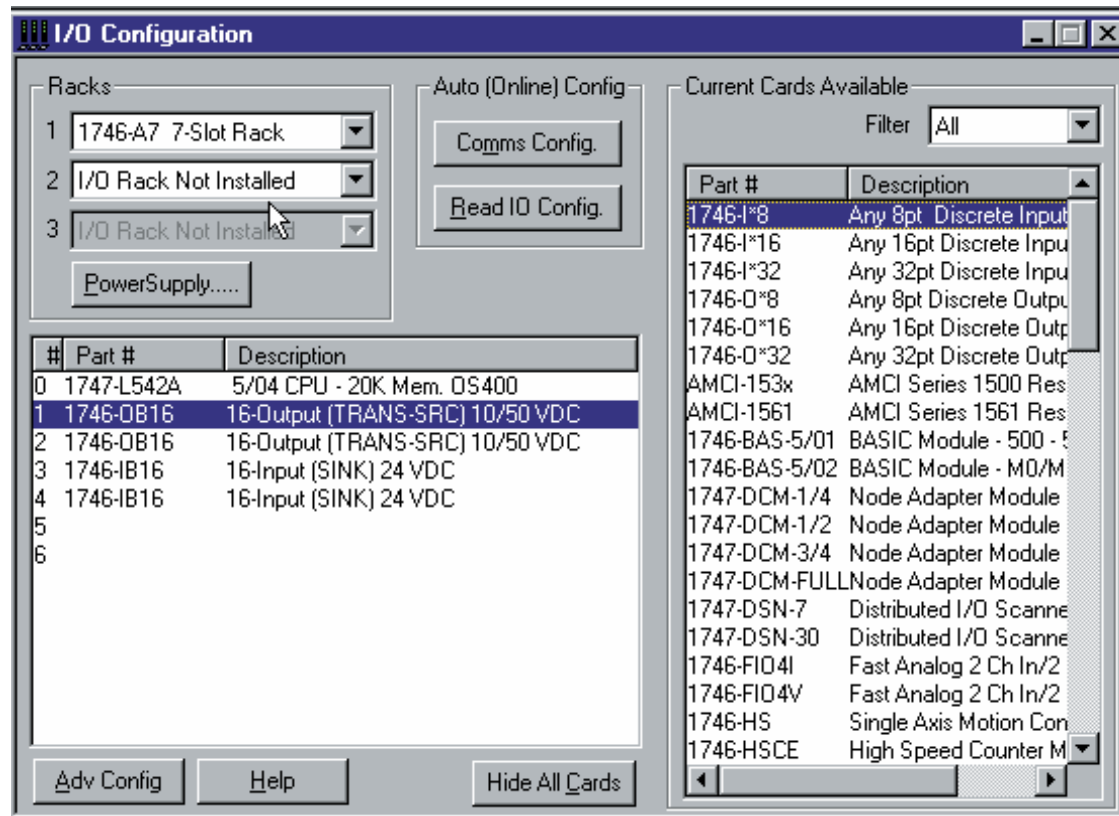 I/O Configuration
Racks
1 1746-A7 7-Slot Rack
2 I/O Rack Not Installed
3 I/O Rack Not Installed
PowerSupply.....
Auto (Online) Config
Comms Config.
Read IO Config.
# Part # Description
0 1747-L542A 5/04 CPU - 20K Mem. OS400
1 1746-OB16 16-Output (TRANS-SRC) 10/50 VDC
2 1746-OB16 16-Output (TRANS-SRC) 10/50 VDC
3 1746-IB16 16-Input (SINK) 24 VDC
4 1746-IB16 16-Input (SINK) 24 VDC
5
6
Adv Config
Help
Hide All Cards
Current Cards Available
Filter All
Part # Description
1746-I*8 Any 8pt Discrete Input
1746-I*16 Any 16pt Discrete Inpu
1746-I*32 Any 32pt Discrete Inpu
1746-O*8 Any 8pt Discrete Outpu
1746-O*16 Any 16pt Discrete Outp
1746-O*32 Any 32pt Discrete Outp
AMCI-153x AMCI Series 1500 Res
AMCI-1561 AMCI Series 1561 Res
1746-BAS-5/01 BASIC Module - 500 - 5
1746-BAS-5/02 BASIC Module - M0/M
1747-DCM-1/4 Node Adapter Module
1747-DCM-1/2 Node Adapter Module
1747-DCM-3/4 Node Adapter Module
1747-DCM-FULL Node Adapter Module
1747-DSN-7 Distributed I/O Scanne
1747-DSN-30 Distributed I/O Scanne
1746-FIO4I Fast Analog 2 Ch In/2
1746-FIO4V Fast Analog 2 Ch In/2
1746-HS Single Axis Motion Con
1746-HSCE High Speed Counter M